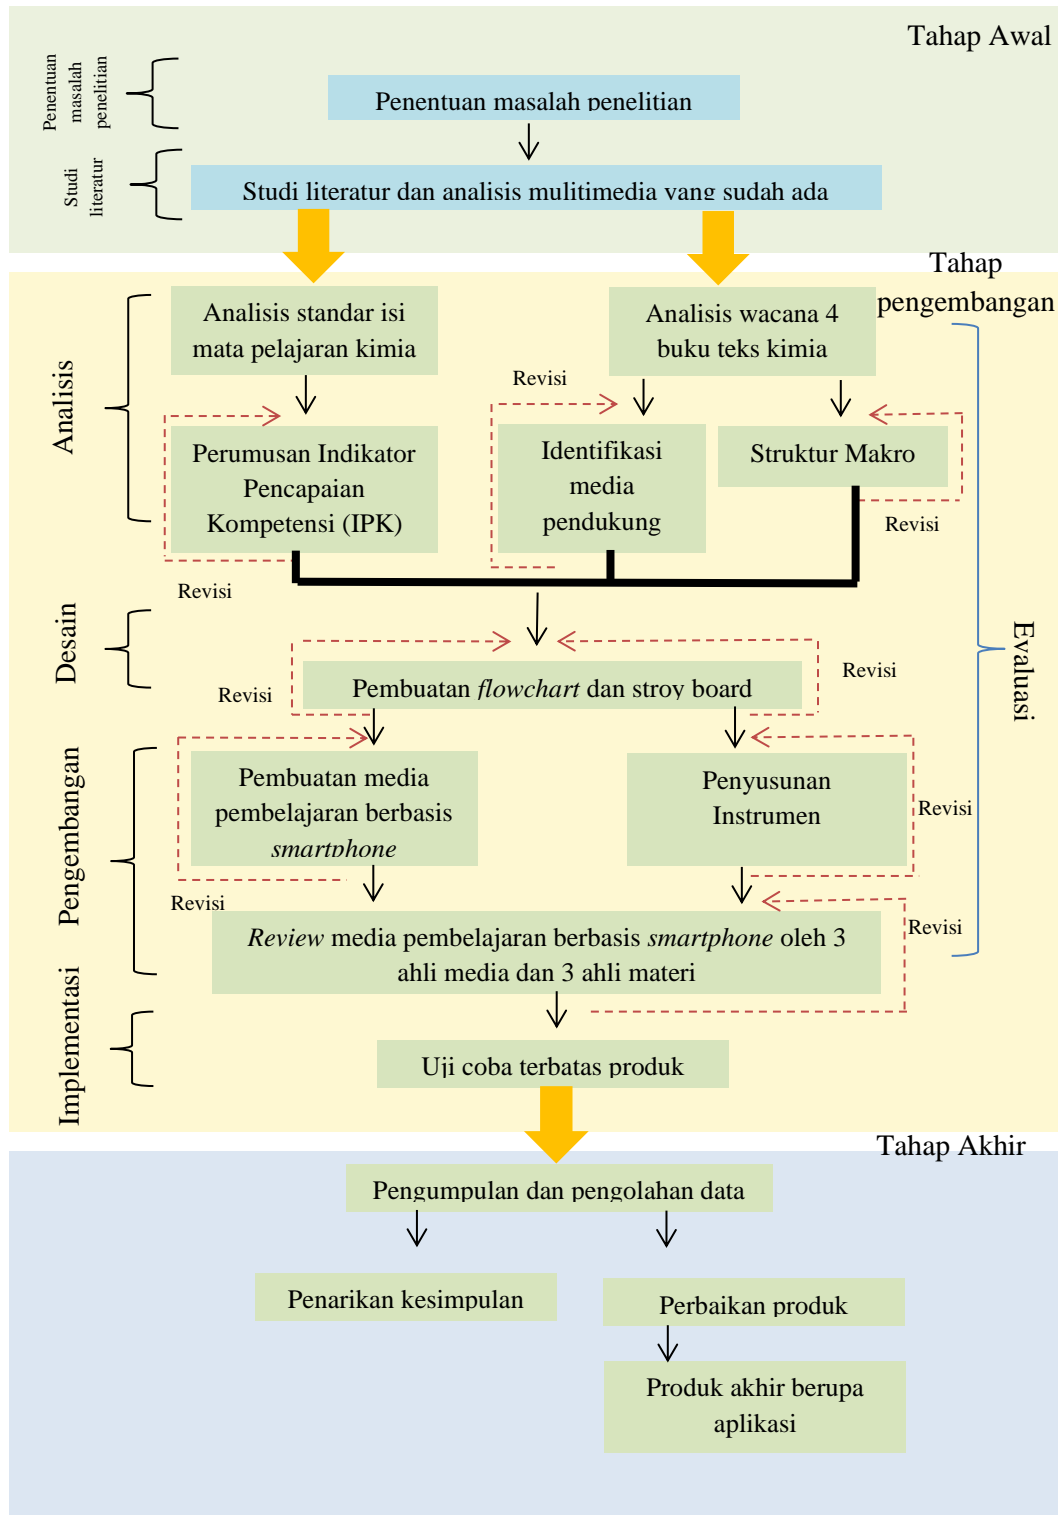 Tahap Awal
Penentuan
masalah
penelitian
Penentuan masalah penelitian
Studi
literatur
Studi literatur dan analisis mulitimedia yang sudah ada
Tahap
pengembangan
Analisis
Analisis standar isi
mata pelajaran kimia
Analisis wacana 4
buku teks kimia
Revisi
Perumusan Indikator
Pencapaian
Kompetensi (IPK)
Identifikasi
media
pendukung
Struktur Makro
Revisi
Revisi
Desain
Evaluasi
Revisi
Pembuatan flowchart dan stroy board
Revisi
Pengembangan
Pembuatan media
pembelajaran berbasis
smartphone
Penyusunan
Instrumen
Revisi
Revisi
Review media pembelajaran berbasis smartphone oleh 3
ahli media dan 3 ahli materi
Revisi
Implementasi
Uji coba terbatas produk
Tahap Akhir
Pengumpulan dan pengolahan data
Penarikan kesimpulan
Perbaikan produk
Produk akhir berupa
aplikasi